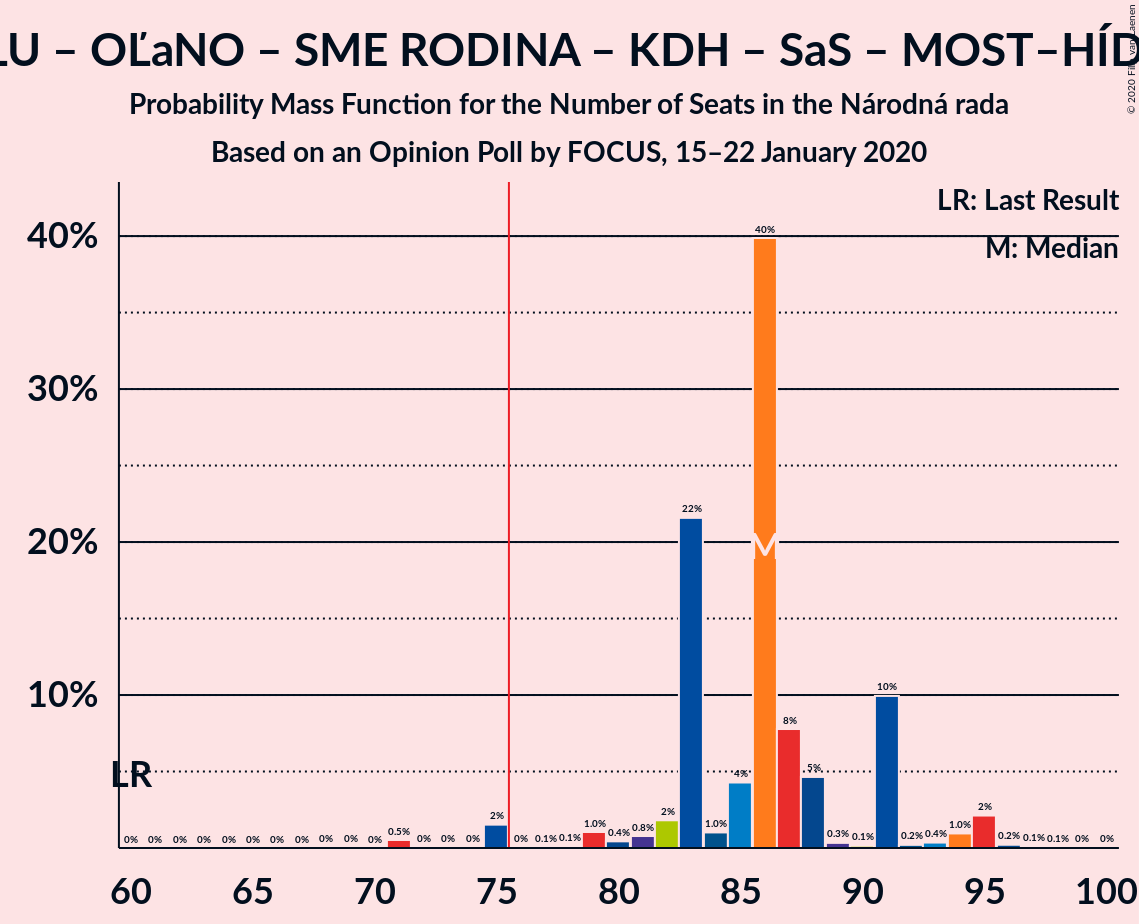 LU – OĽaNO – SME RODINA – KDH – SaS – MOST–HÍD
Probability Mass Function for the Number of Seats in the Národná rada
Based on an Opinion Poll by FOCUS, 15–22 January 2020
© 2020 Filip van Laenen
LR: Last Result
M: Median
40%
30%
20%
10%
LR
M
0% 0% 0% 0% 0% 0% 0% 0% 0% 0% 0% 0.5% 0% 0% 0% 2% 0% 0.1% 0.1% 1.0% 0.4% 0.8% 2% 22% 1.0% 4% 40% 8% 5% 0.3% 0.1% 10% 0.2% 0.4% 1.0% 2% 0.2% 0.1% 0.1% 0% 0%
60 65 70 75 80 85 90 95 100